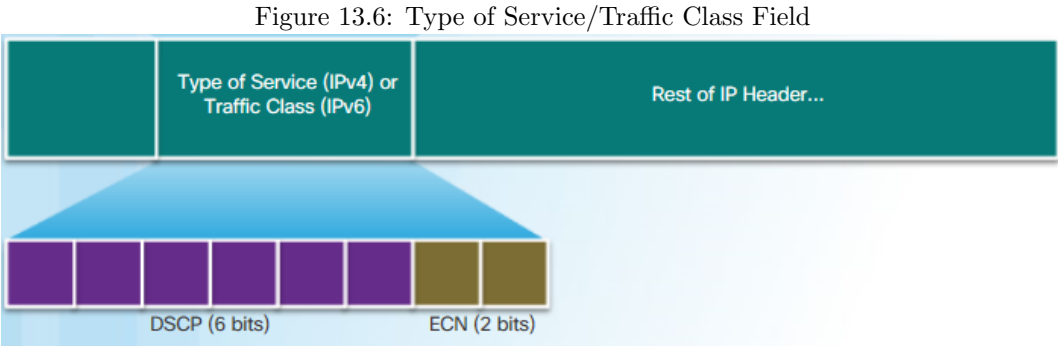 Figure 13.6: Type of Service/Traffic Class Field
Type of Service (IPv4) or
Traffic Class (IPv6)
Rest of IP Header...
DSCP (6 bits)
ECN (2 bits)